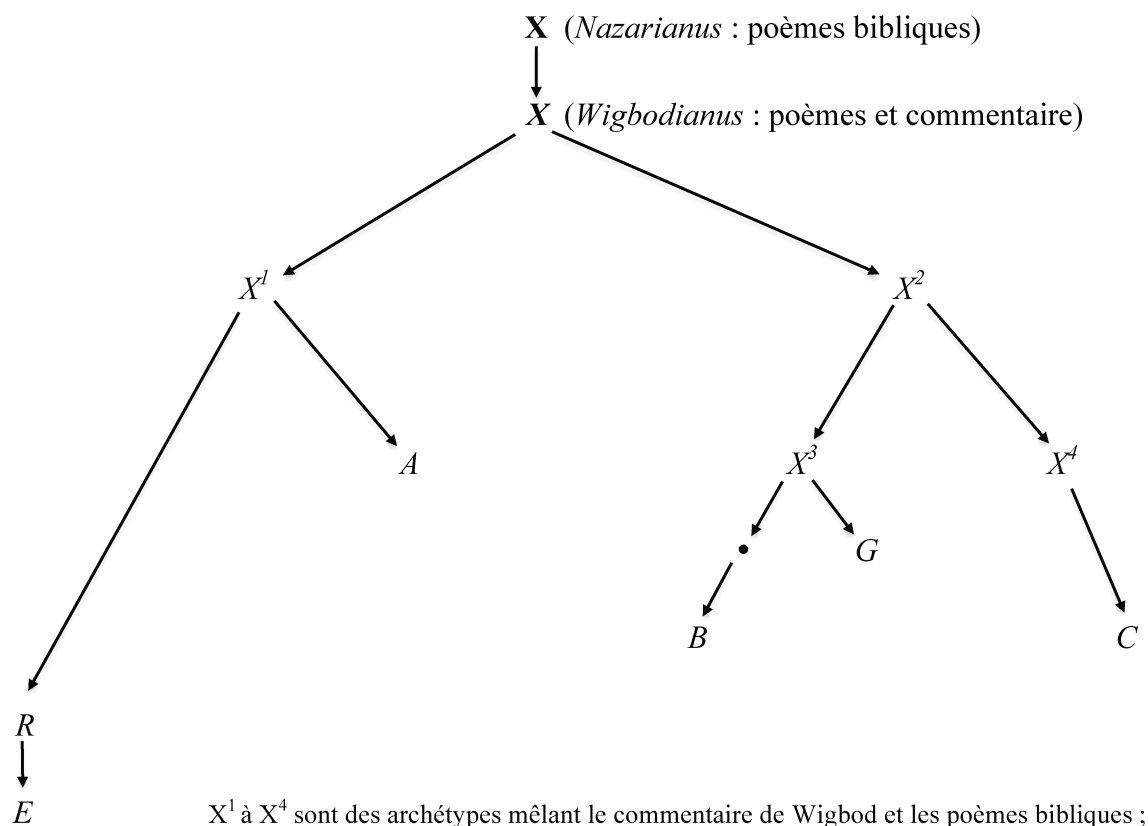 X (Nazarianus : poèmes bibliques)
X (Wigbodianus : poèmes et commentaire)
X¹ X²
A X³ X⁴
• G
B C
R
E X¹ à X⁴ sont des archétypes mêlant le commentaire de Wigbod et les poèmes bibliques ;